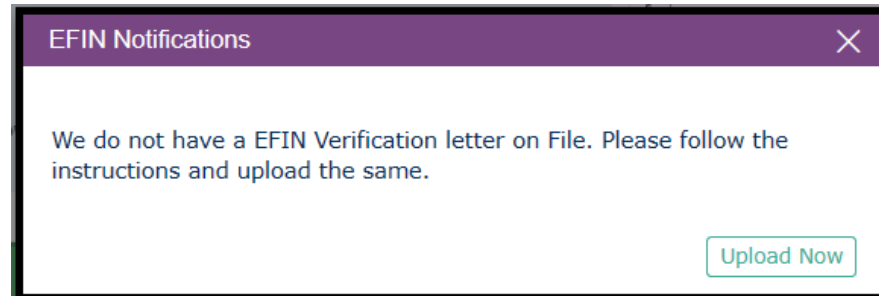 EFIN Notifications
We do not have a EFIN Verification letter on File. Please follow the
instructions and upload the same.
Upload Now